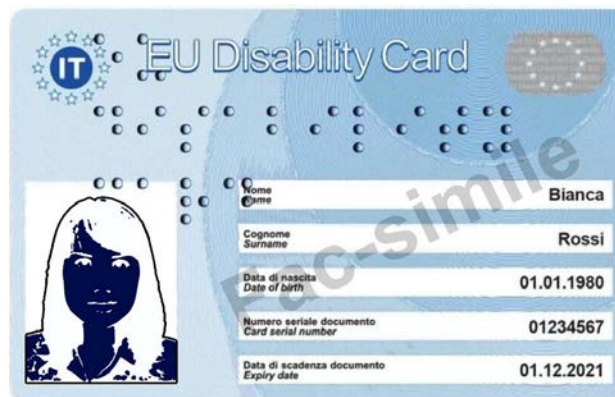 IT
EU Disability Card
Nome
Name
Bianca
Cognome
Surname
Rossi
Data di nascita
Date of birth
01.01.1980
Numero seriale documento
Card serial number
01234567
Data di scadenza documento
Expiry date
01.12.2021
Fac-simile